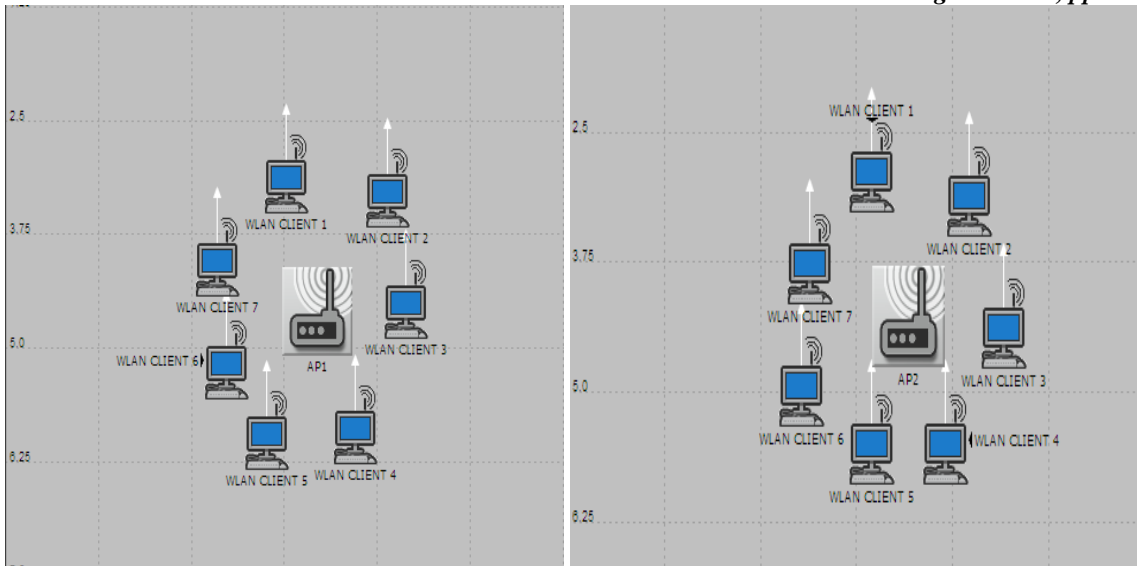 2.5
WLAN CLIENT 1
WLAN CLIENT 2
3.75
WLAN CLIENT 7
WLAN CLIENT 3
5.0
WLAN CLIENT 6
AP1
WLAN CLIENT 5
WLAN CLIENT 4
6.25
WLAN CLIENT 1
2.5
WLAN CLIENT 2
3.75
WLAN CLIENT 7
AP2
WLAN CLIENT 3
5.0
WLAN CLIENT 6
WLAN CLIENT 4
WLAN CLIENT 5
6.25